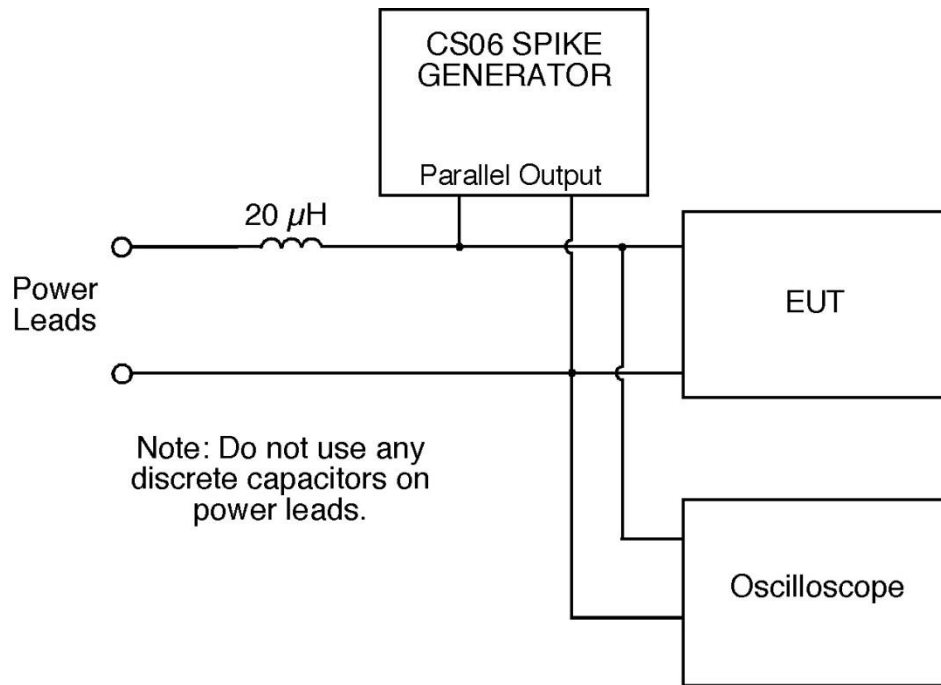 CS06 SPIKE
GENERATOR
Parallel Output
20 µH
Power
Leads
EUT
Note: Do not use any
discrete capacitors on
power leads.
Oscilloscope